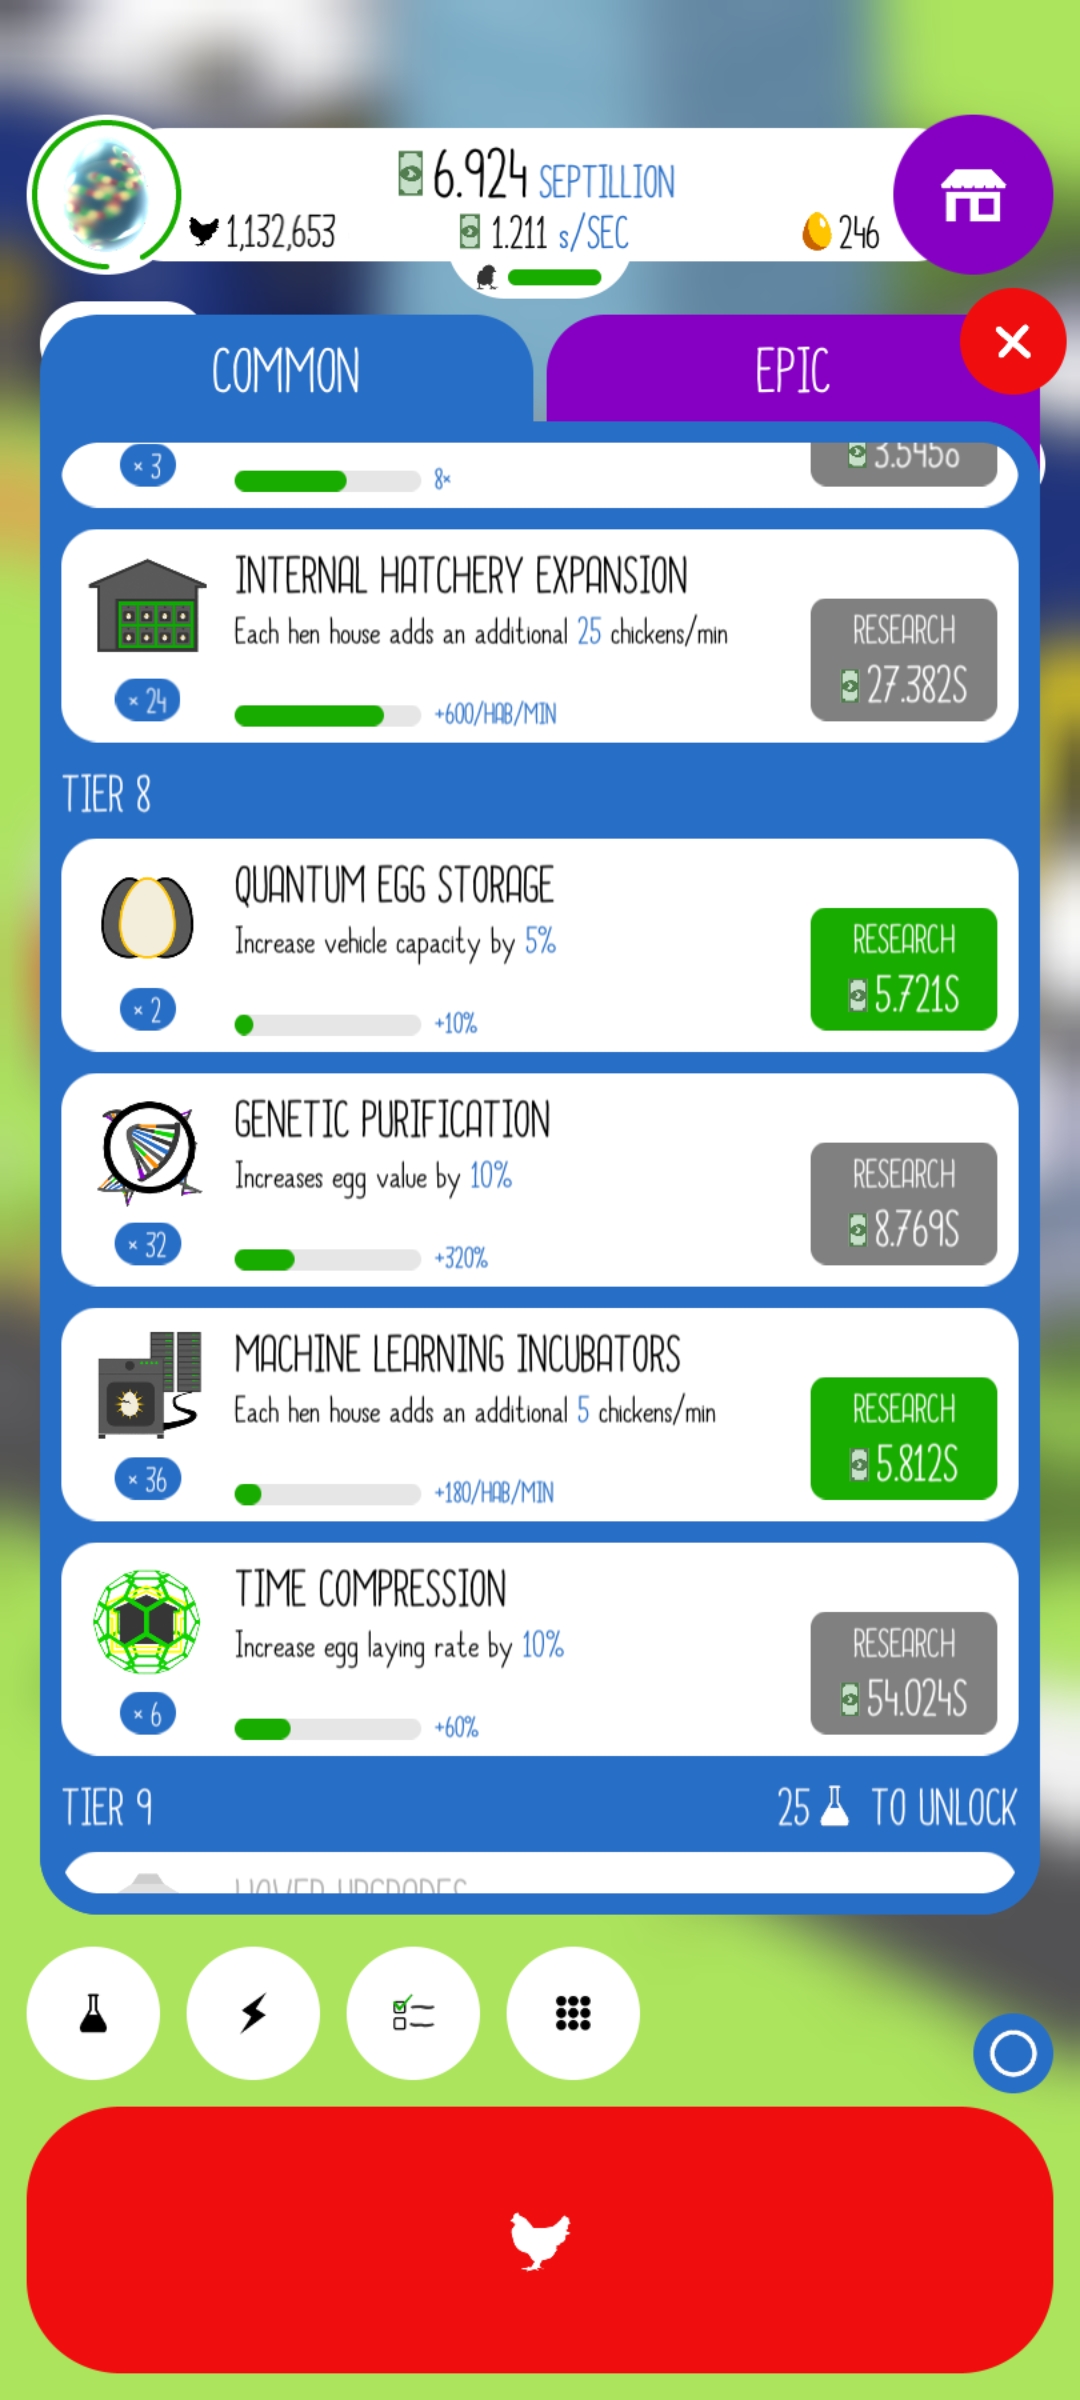 6.924 SEPTILLION
1,132,653
1.211 s/SEC
246
COMMON
EPIC
× 3
8×
3.545o
INTERNAL HATCHERY EXPANSION
Each hen house adds an additional 25 chickens/min
RESEARCH
27.382S
× 24
+600/HAB/MIN
TIER 8
QUANTUM EGG STORAGE
Increase vehicle capacity by 5%
RESEARCH
5.721S
× 2
+10%
GENETIC PURIFICATION
Increases egg value by 10%
RESEARCH
8.769S
× 32
+320%
MACHINE LEARNING INCUBATORS
Each hen house adds an additional 5 chickens/min
RESEARCH
5.812S
× 36
+180/HAB/MIN
TIME COMPRESSION
Increase egg laying rate by 10%
RESEARCH
54.024S
× 6
+60%
TIER 9
25 TO UNLOCK
HOVER UPGRADES